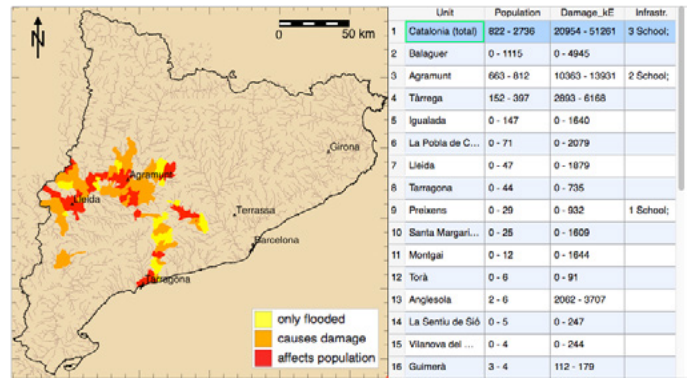 N
0 50 km
Girona
Agramunt
Lleida
Terrassa
Barcelona
Tarragona
only flooded
causes damage
affects population
Unit Population Damage_kE Infrastr.
1 Catalonia (total) 822 - 2736 20954 - 51261 3 School;
2 Balaguer 0 - 1115 0 - 4945
3 Agramunt 663 - 812 10363 - 13931 2 School;
4 Tàrrega 152 - 397 2893 - 6168
5 Igualada 0 - 147 0 - 1640
6 La Pobla de C... 0 - 71 0 - 2079
7 Lleida 0 - 47 0 - 1879
8 Tarragona 0 - 44 0 - 735
9 Preixens 0 - 29 0 - 932 1 School;
10 Santa Margari... 0 - 25 0 - 1609
11 Montgai 0 - 12 0 - 1644
12 Torà 0 - 6 0 - 91
13 Anglesola 2 - 6 2062 - 3707
14 La Sentiu de Sió 0 - 5 0 - 247
15 Vilanova del ... 0 - 4 0 - 244
16 Guimerà 3 - 4 112 - 179